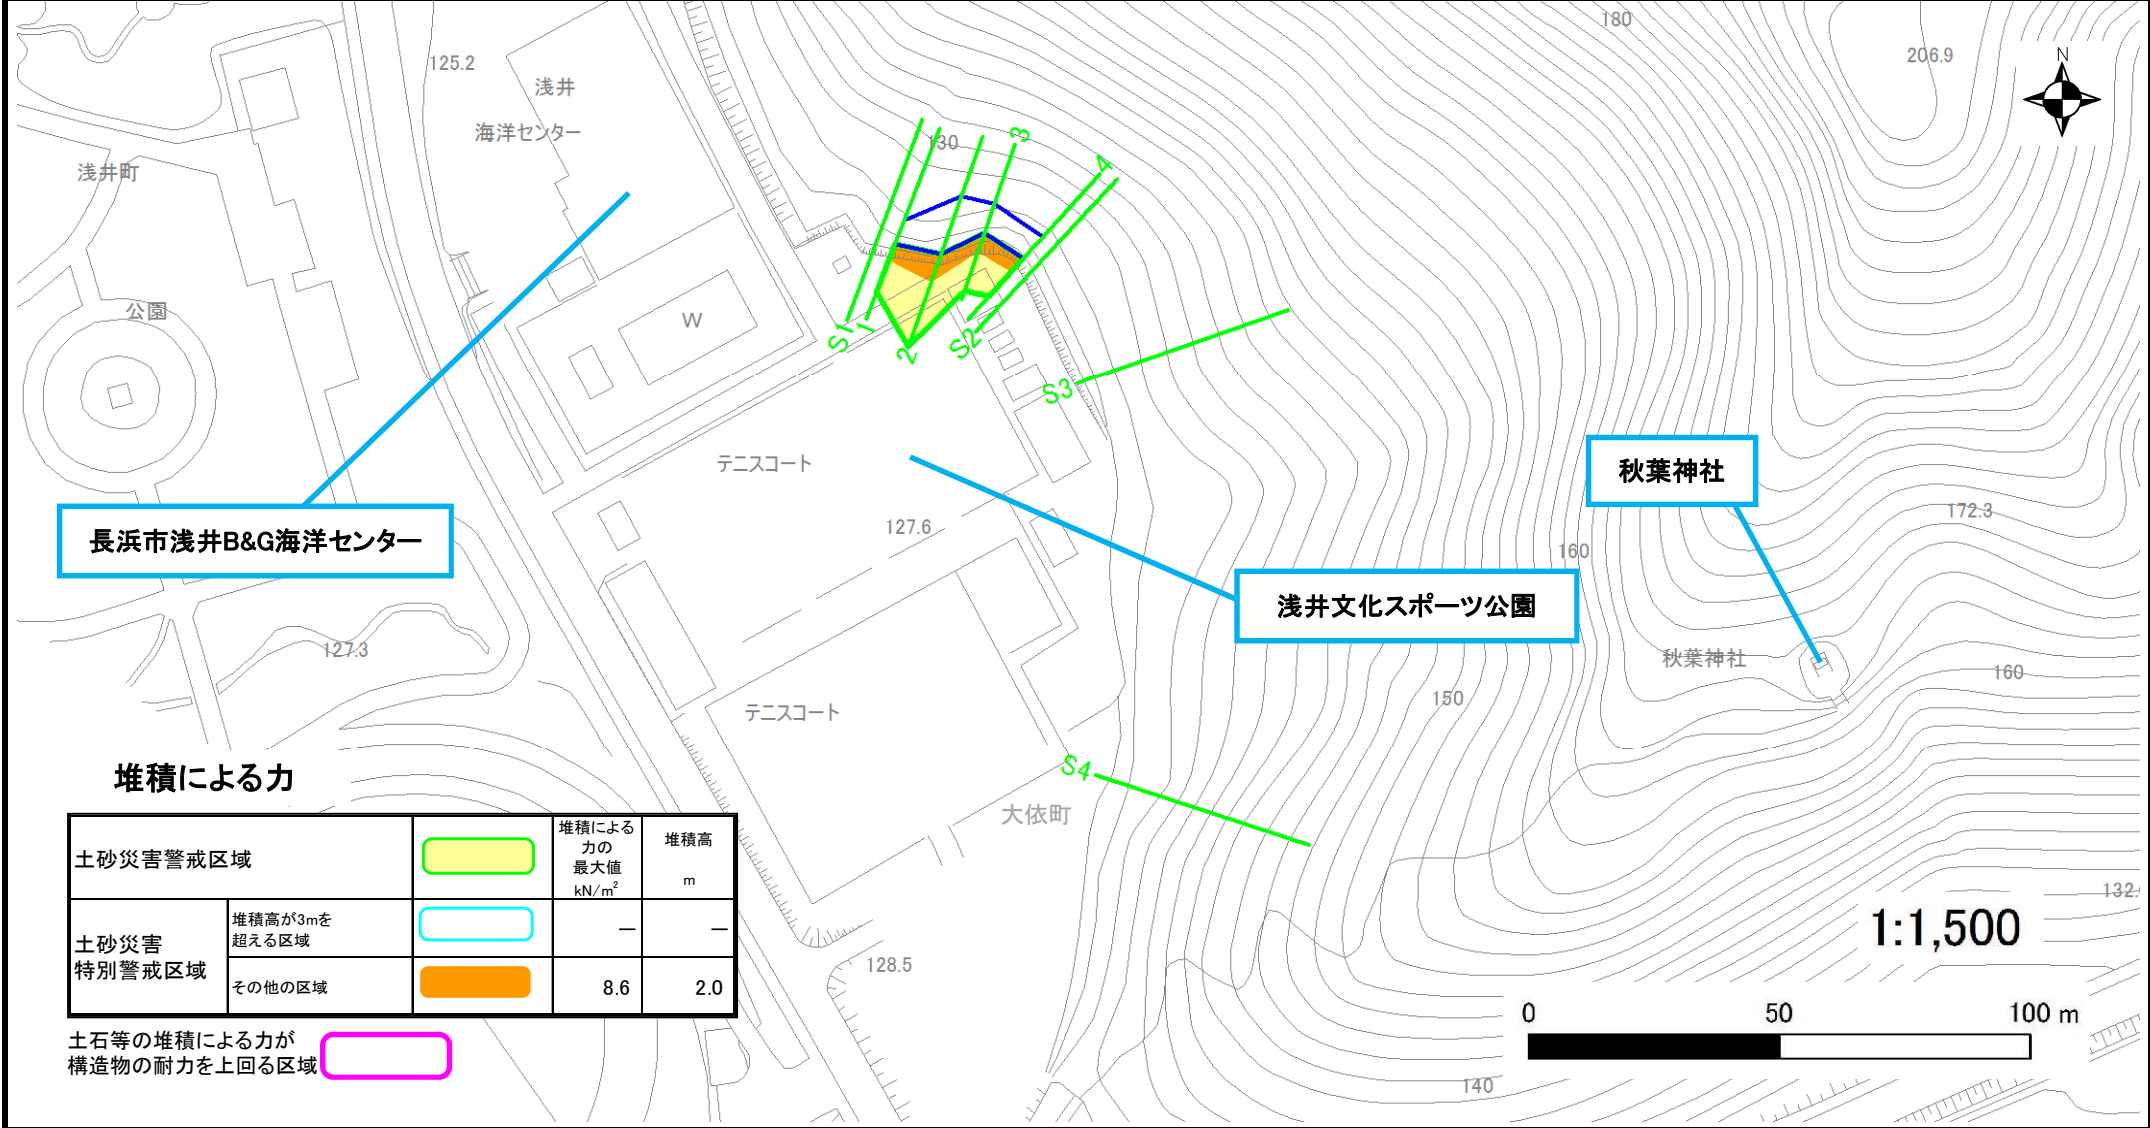 180
206.9
N
125.2
浅井
海洋センター
浅井町
130
3
4
公園
W
S1
1
2
S2
S3
テニスコート
秋葉神社
172.3
127.6
長浜市浅井B&G海洋センター
160
浅井文化スポーツ公園
127.3
秋葉神社
160
150
テニスコート
S4
堆積による力
大依町
土砂災害警戒区域
堆積による
力の
最大値
kN/m²
堆積高
m
132.
土砂災害
特別警戒区域
堆積高が3mを
超える区域
—
—
その他の区域
8.6
2.0
1:1,500
128.5
土石等の堆積による力が
構造物の耐力を上回る区域
0
50
100 m
140